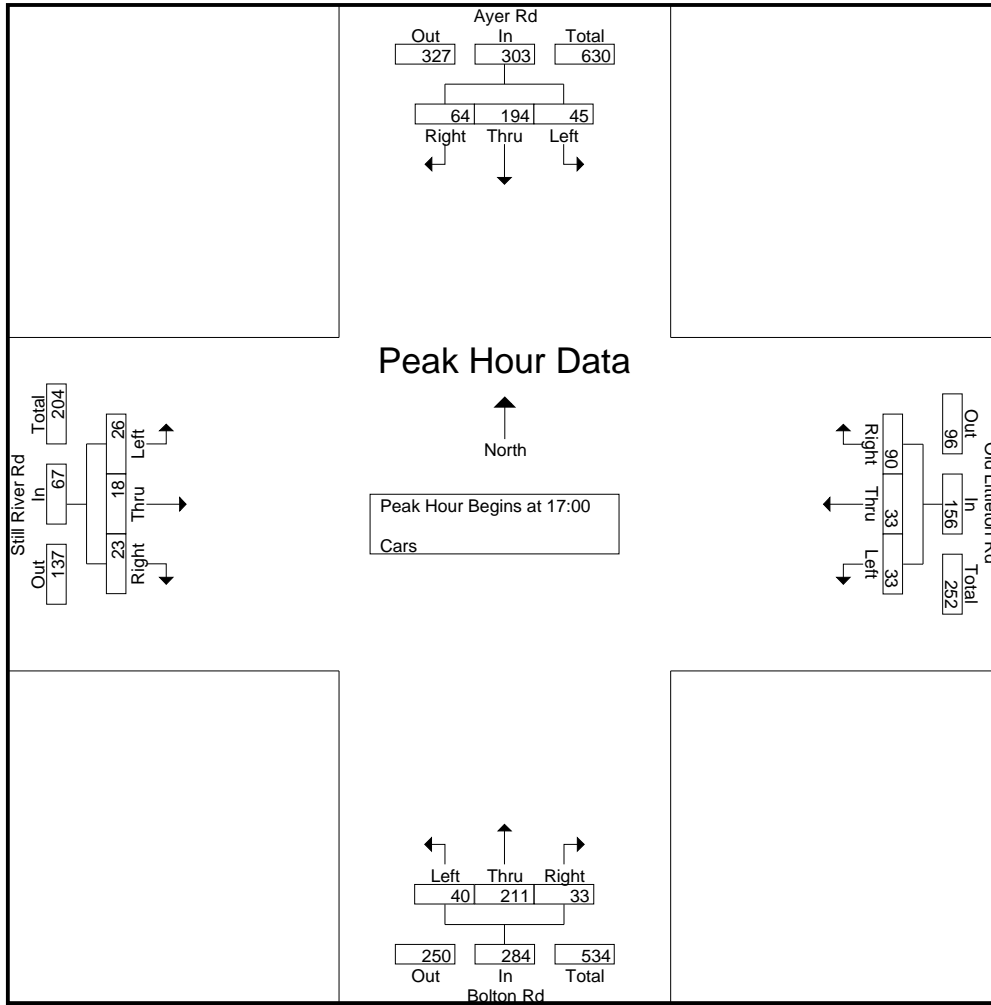 Ayer Rd
Out In Total
327 303 630
64 194 45
Right Thru Left
Peak Hour Data
North
Peak Hour Begins at 17:00
Cars
Still River Rd
Total In Out
204 67 137
26 18 23
Left Thru Right
Right Thru Left
90 33 33
Out In Total
96 156 252
Old Littleton Rd
Left Thru Right
40 211 33
250 284 534
Out In Total
Bolton Rd